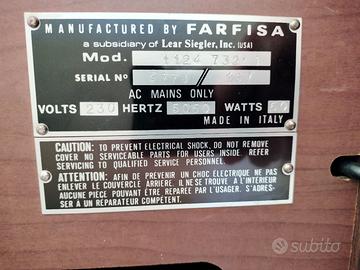 MANUFACTURED BY FARFISA
a subsidiary of Lear Siegler, Inc. (USA)
Mod.
SERIAL N°
AC MAINS ONLY
VOLTS 230 HERTZ 5060 WATTS
MADE IN ITALY
CAUTION: TO PREVENT ELECTRICAL SHOCK, DO NOT REMOVE
COVER NO SERVICEABLE PARTS FOR USERS INSIDE. REFER
SERVICING TO QUALIFIED SERVICE PERSONNEL.
ATTENTION: AFIN DE PREVENIR UN CHOC ELECTRIQUE NE PAS
ENLEVER LE COUVERCLE ARRIERE. IL NE SE TROUVE A L'INTERIEUR
DES PIECES POUVANT ETRE REPAREE PAR L'USAGER. S'ADRES-
SER A UN REPARATEUR COMPETENT.
subito